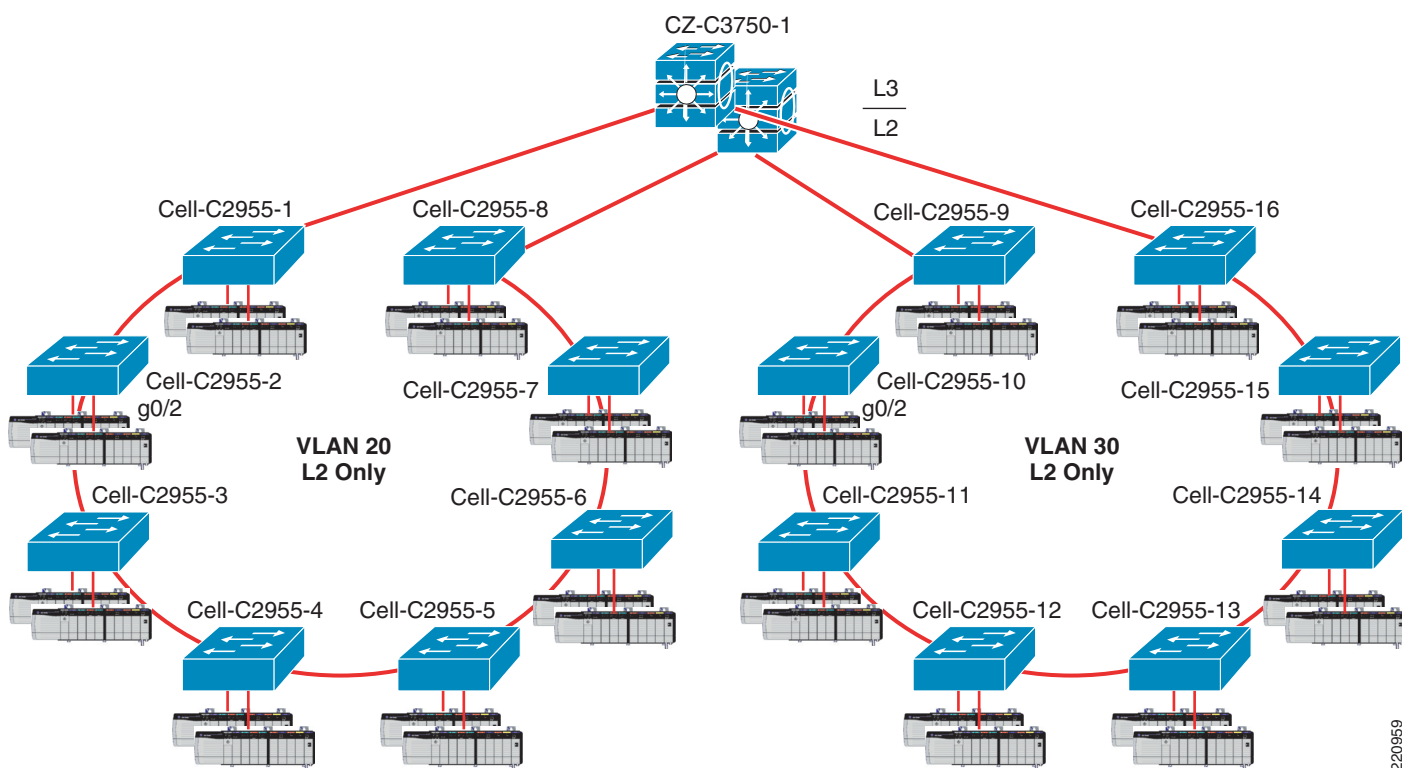 CZ-C3750-1
L3
L2
Cell-C2955-1
Cell-C2955-8
Cell-C2955-9
Cell-C2955-16
Cell-C2955-2
g0/2
Cell-C2955-7
Cell-C2955-10
g0/2
Cell-C2955-15
VLAN 20
L2 Only
VLAN 30
L2 Only
Cell-C2955-3
Cell-C2955-6
Cell-C2955-11
Cell-C2955-14
Cell-C2955-4
Cell-C2955-5
Cell-C2955-12
Cell-C2955-13
220959